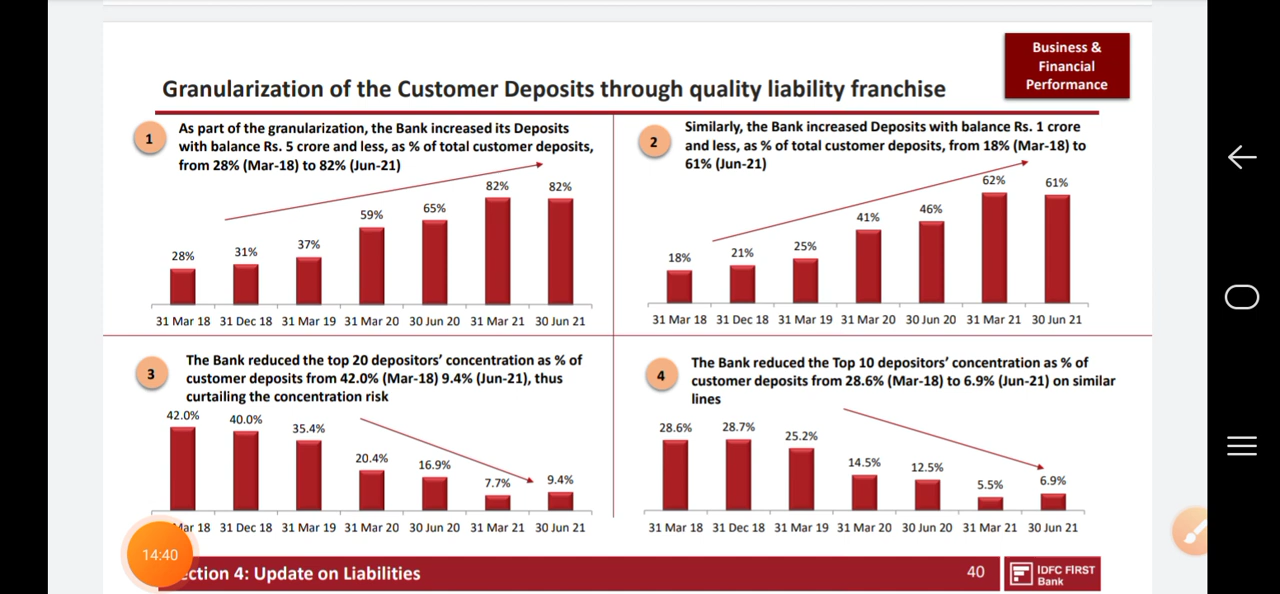 Business &
Financial
Performance
Granularization of the Customer Deposits through quality liability franchise
1
As part of the granularization, the Bank increased its Deposits
with balance Rs. 5 crore and less, as % of total customer deposits,
from 28% (Mar-18) to 82% (Jun-21)
28% 31% 37% 59% 65% 82% 82%
31 Mar 18 31 Dec 18 31 Mar 19 31 Mar 20 30 Jun 20 31 Mar 21 30 Jun 21
2
Similarly, the Bank increased Deposits with balance Rs. 1 crore
and less, as % of total customer deposits, from 18% (Mar-18) to
61% (Jun-21)
18% 21% 25% 41% 46% 62% 61%
31 Mar 18 31 Dec 18 31 Mar 19 31 Mar 20 30 Jun 20 31 Mar 21 30 Jun 21
3
The Bank reduced the top 20 depositors’ concentration as % of
customer deposits from 42.0% (Mar-18) 9.4% (Jun-21), thus
curtailing the concentration risk
42.0% 40.0% 35.4% 20.4% 16.9% 7.7% 9.4%
Mar 18 31 Dec 18 31 Mar 19 31 Mar 20 30 Jun 20 31 Mar 21 30 Jun 21
4
The Bank reduced the Top 10 depositors’ concentration as % of
customer deposits from 28.6% (Mar-18) to 6.9% (Jun-21) on similar
lines
28.6% 28.7% 25.2% 14.5% 12.5% 5.5% 6.9%
31 Mar 18 31 Dec 18 31 Mar 19 31 Mar 20 30 Jun 20 31 Mar 21 30 Jun 21
14:40
ction 4: Update on Liabilities
40
IDFC FIRST
Bank